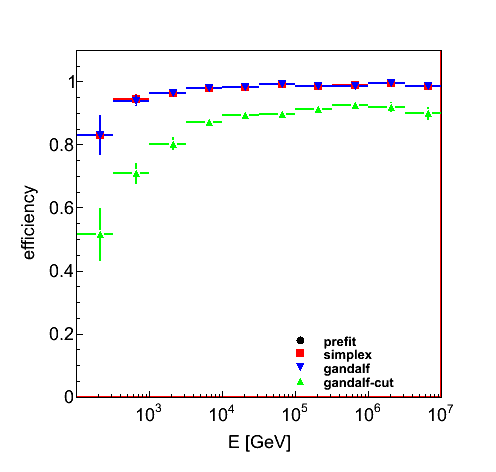 efficiency
1
0.8
0.6
0.4
0.2
0
prefit
simplex
gandalf
gandalf-cut
10³ 10⁴ 10⁵ 10⁶ 10⁷
E [GeV]